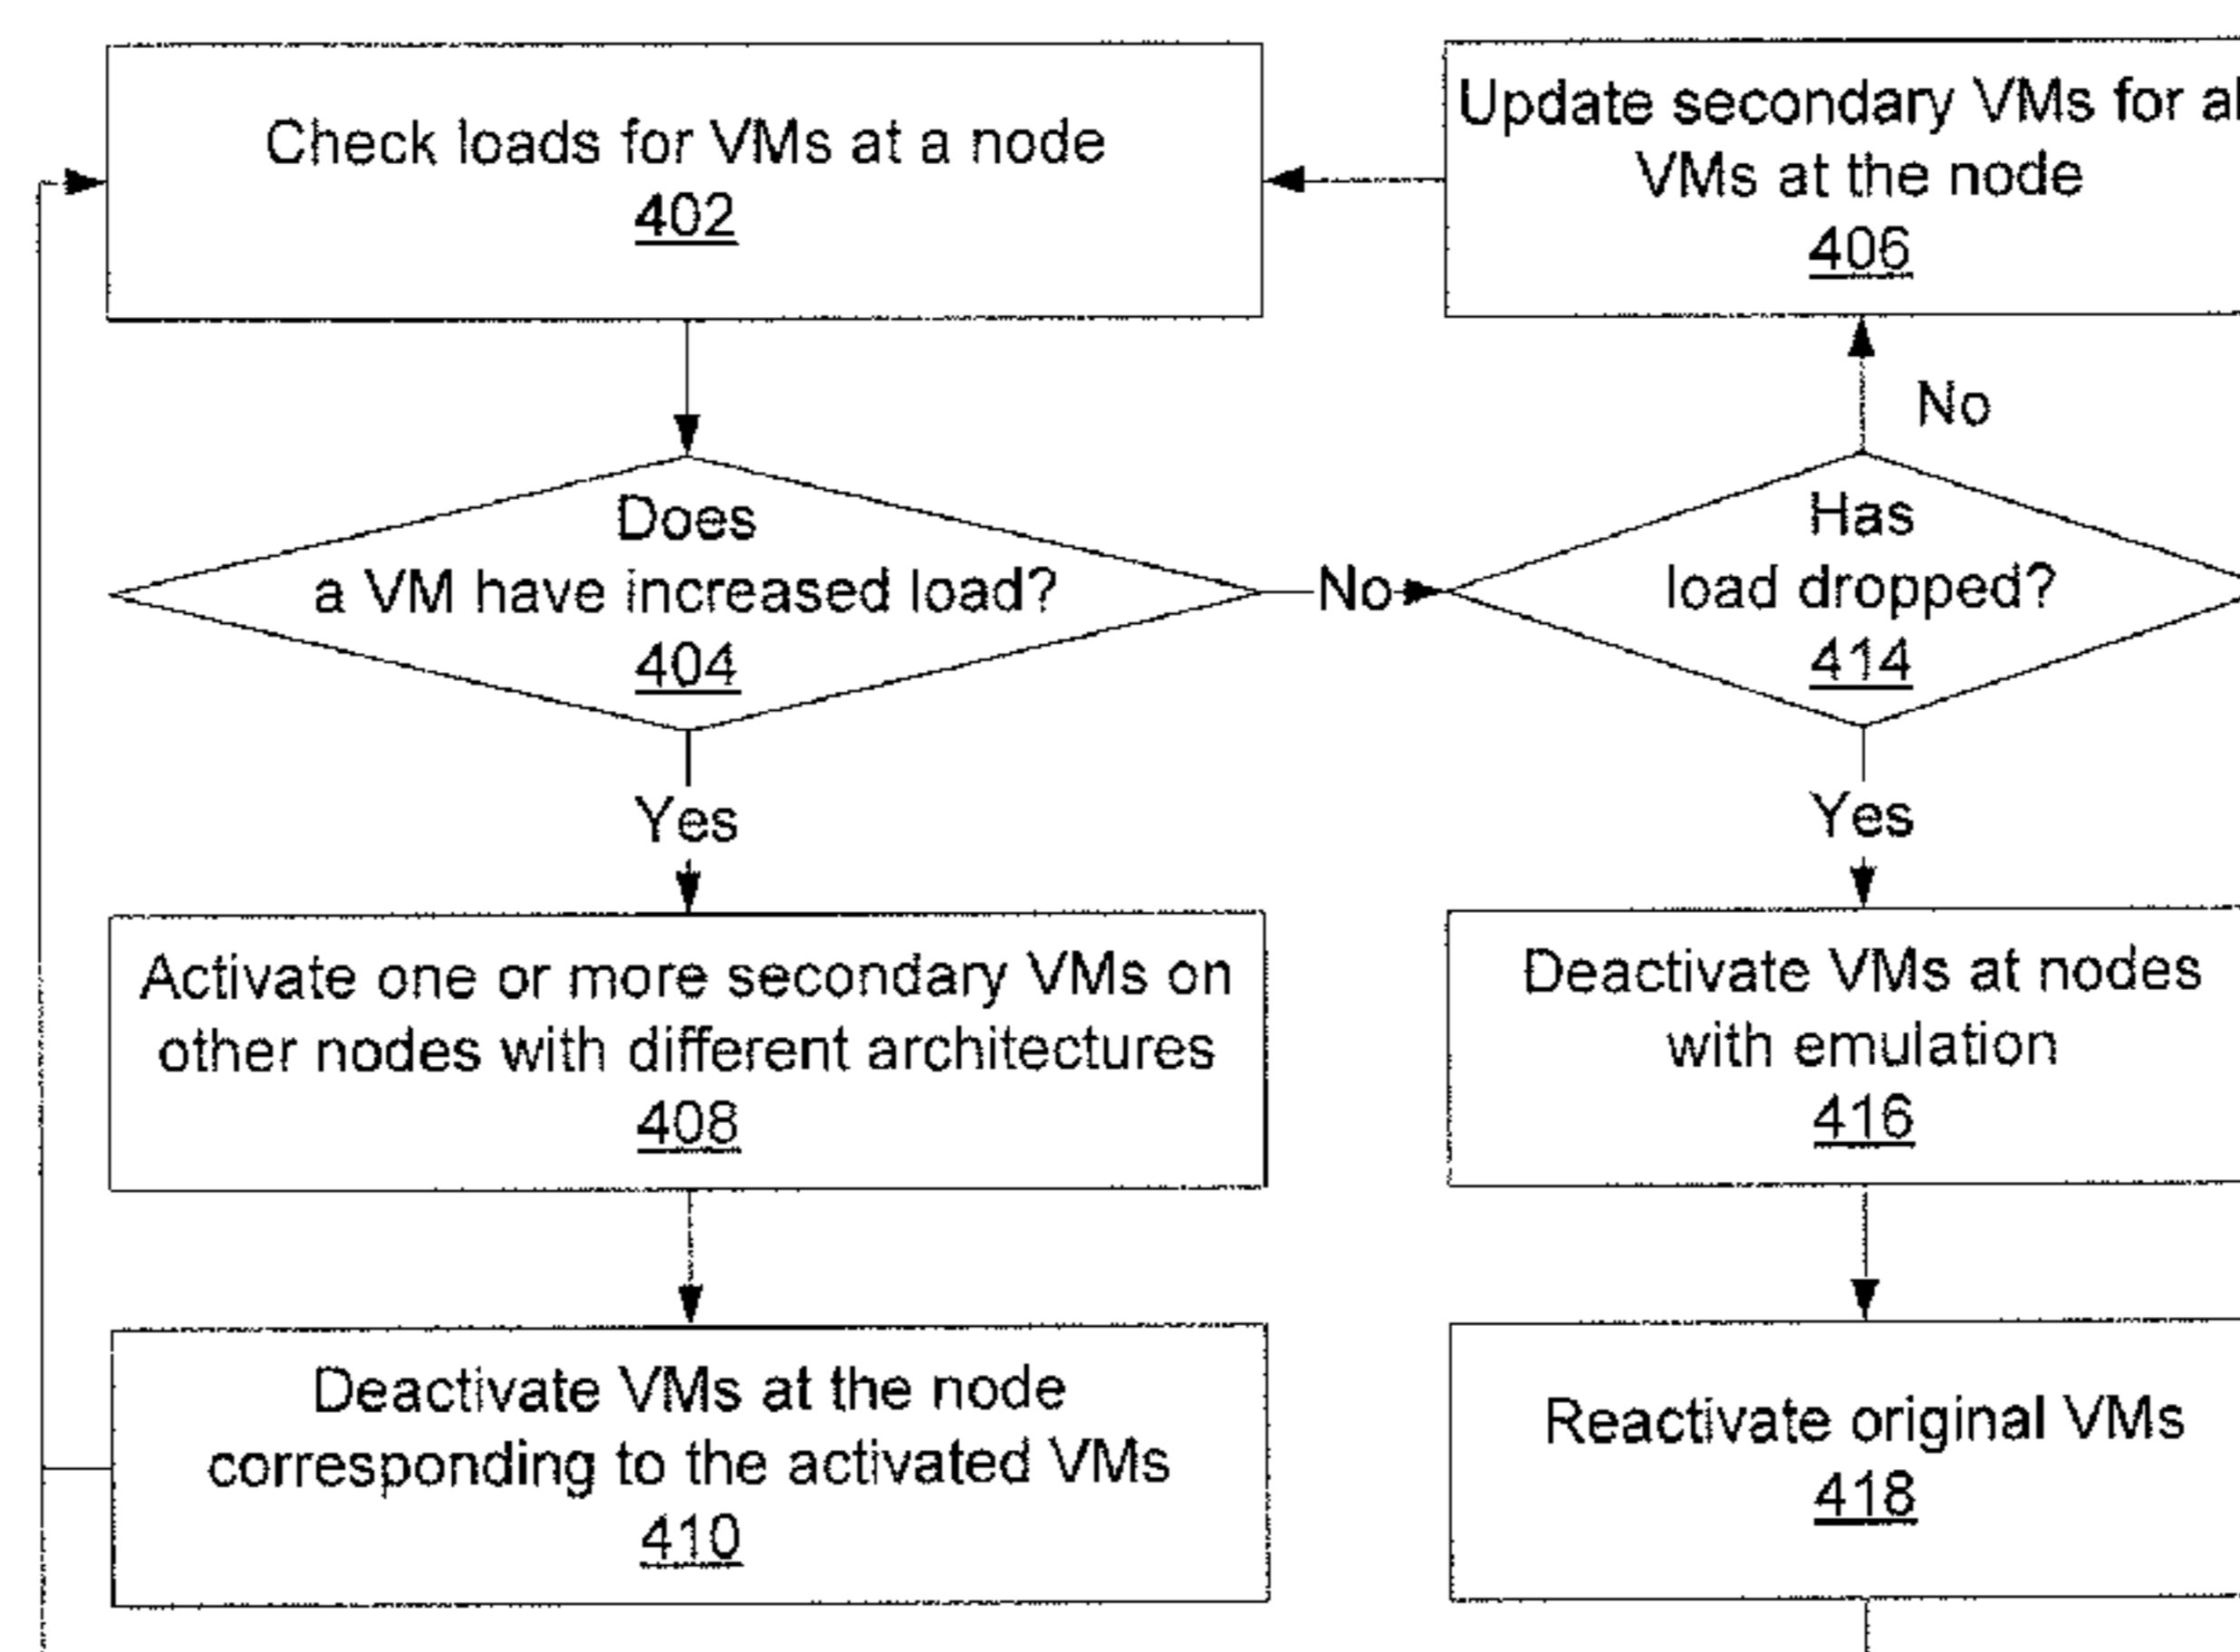 Check loads for VMs at a node
402
Update secondary VMs for al
VMs at the node
406
No
Does
a VM have increased load?
404
No
Has
load dropped?
414
Yes
Yes
Activate one or more secondary VMs on
other nodes with different architectures
408
Deactivate VMs at nodes
with emulation
416
Deactivate VMs at the node
corresponding to the activated VMs
410
Reactivate original VMs
418